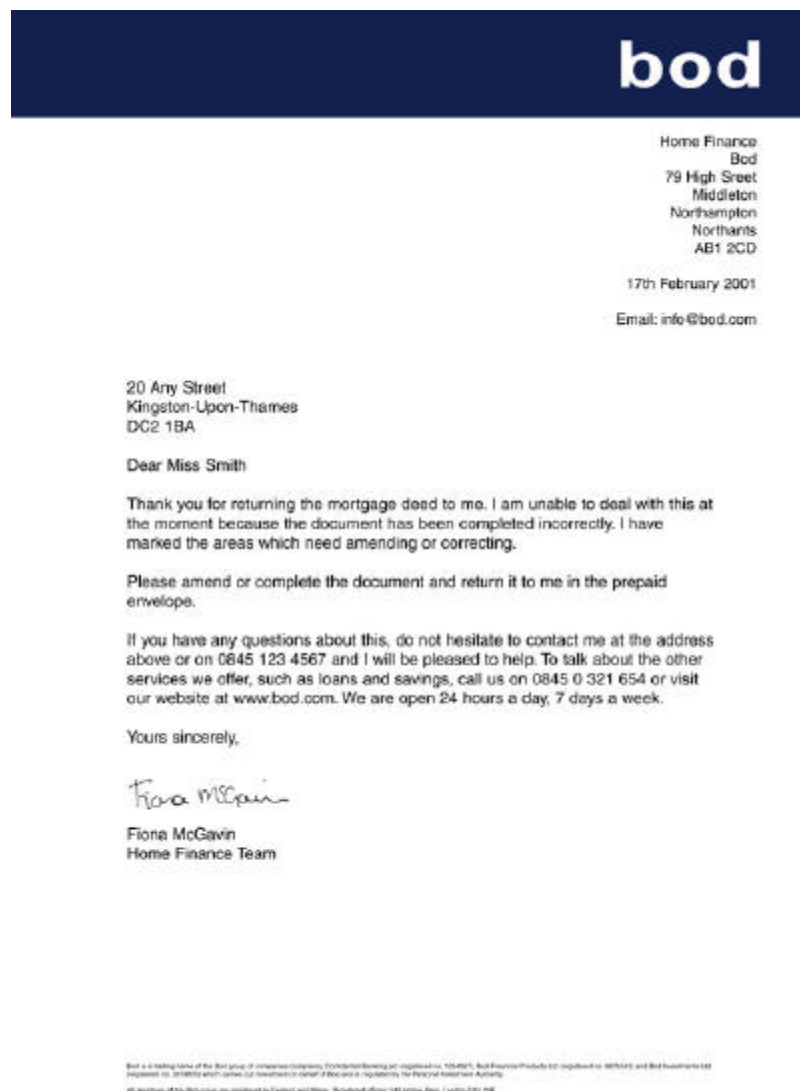 bod
Home Finance
Bod
79 High Sreet
Middleton
Northampton
Northants
AB1 2CD
17th February 2001
Email: info@bod.com
20 Any Street
Kingston-Upon-Thames
DC2 1BA
Dear Miss Smith
Thank you for returning the mortgage deed to me. I am unable to deal with this at
the moment because the document has been completed incorrectly. I have
marked the areas which need amending or correcting.
Please amend or complete the document and return it to me in the prepaid
envelope.
If you have any questions about this, do not hesitate to contact me at the address
above or on 0845 123 4567 and I will be pleased to help. To talk about the other
services we offer, such as loans and savings, call us on 0845 0 321 654 or visit
our website at www.bod.com. We are open 24 hours a day, 7 days a week.
Yours sincerely,
Fiona McGavin
Fiona McGavin
Home Finance Team